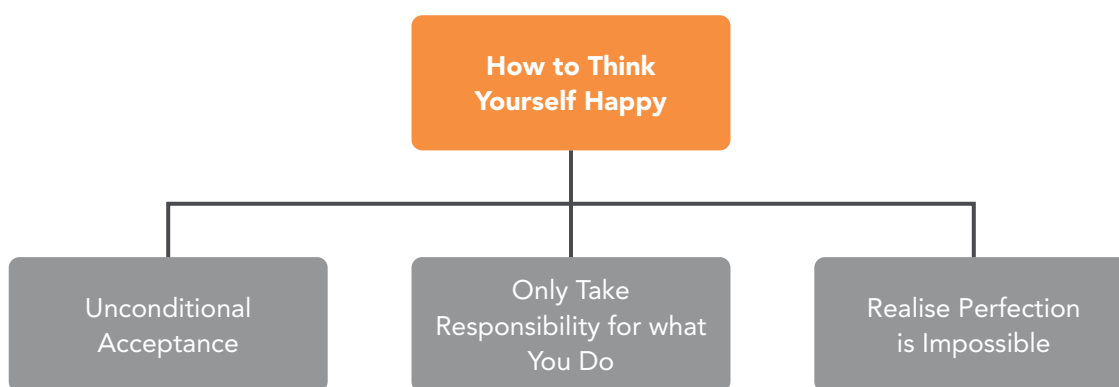 How to Think
Yourself Happy
Unconditional
Acceptance
Only Take
Responsibility for what
You Do
Realise Perfection
is Impossible